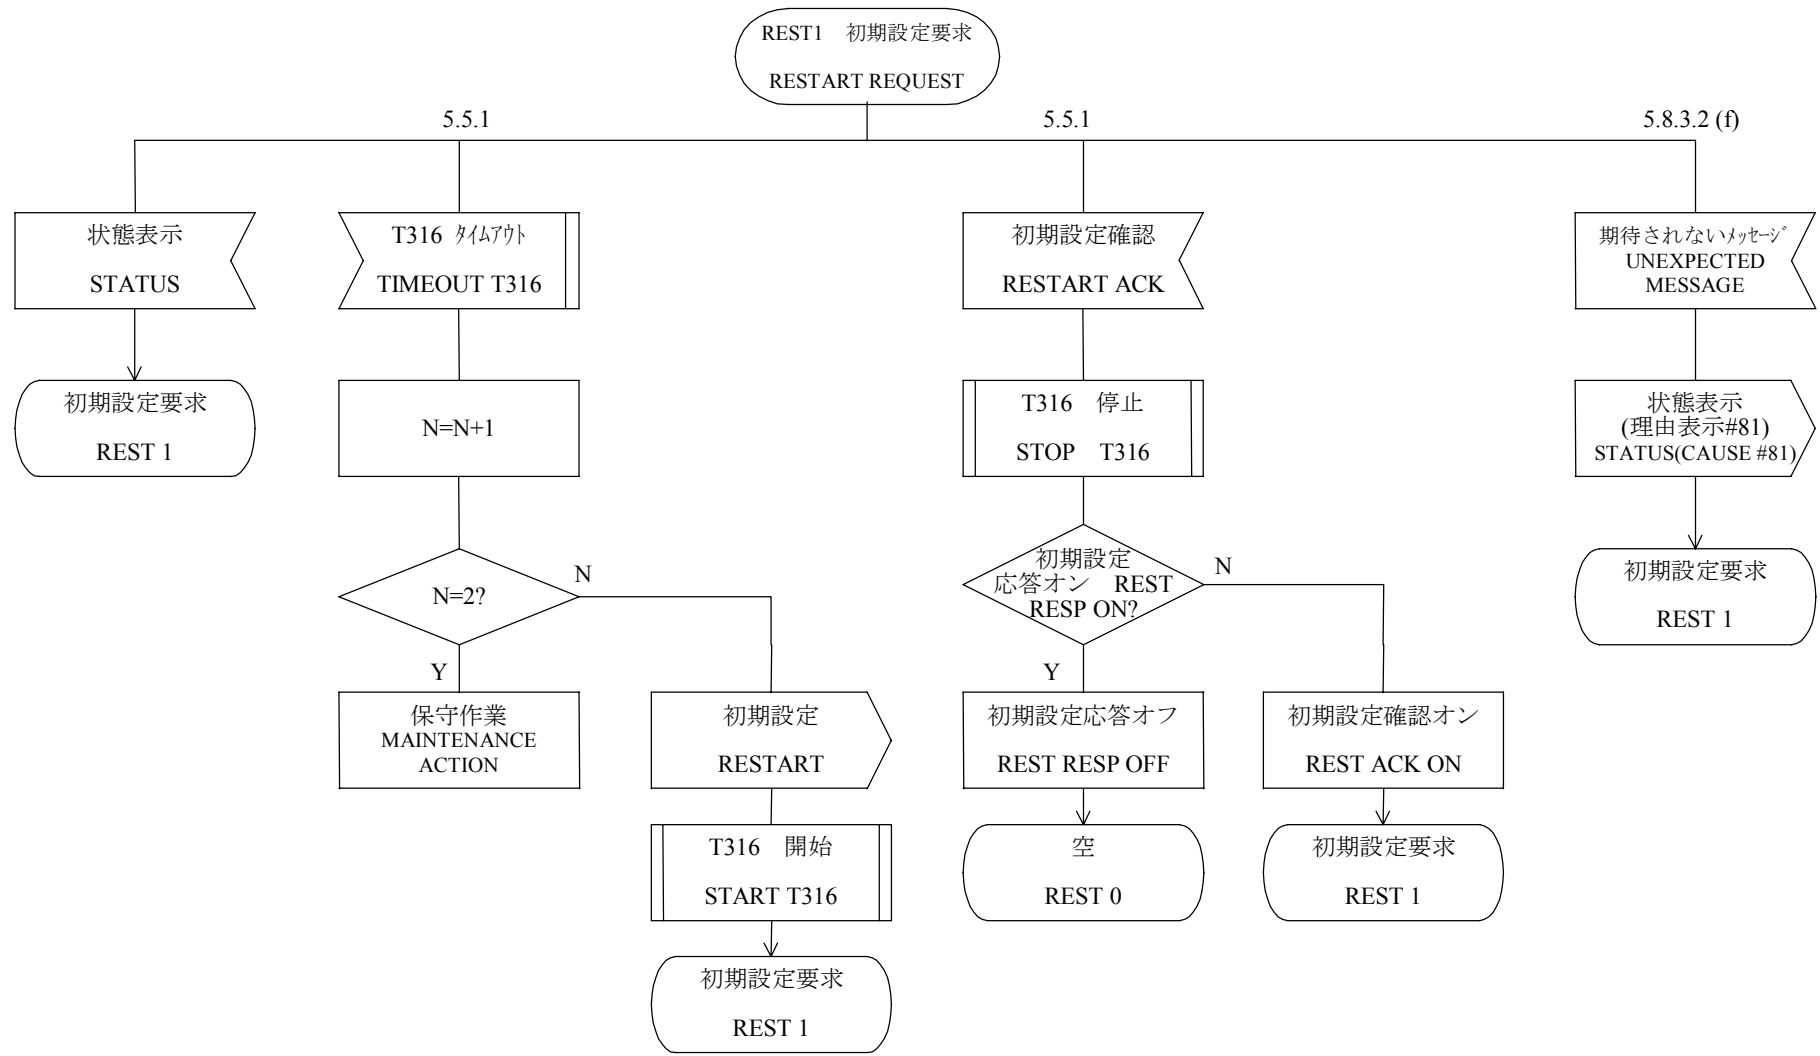 REST1 初期設定要求
RESTART REQUEST
5.5.1
5.5.1
5.8.3.2 (f)
状態表示
STATUS
T316 ﾀｲﾑｱｳﾄ
TIMEOUT T316
初期設定確認
RESTART ACK
期待されないﾒｯｾｰｼﾞ
UNEXPECTED
MESSAGE
初期設定要求
REST 1
N=N+1
T316 停止
STOP T316
状態表示
(理由表示#81)
STATUS(CAUSE #81)
N=2?
N
Y
初期設定
応答オン REST
RESP ON?
N
Y
初期設定要求
REST 1
保守作業
MAINTENANCE
ACTION
初期設定
RESTART
初期設定応答オフ
REST RESP OFF
初期設定確認オン
REST ACK ON
T316 開始
START T316
空
REST 0
初期設定要求
REST 1
初期設定要求
REST 1